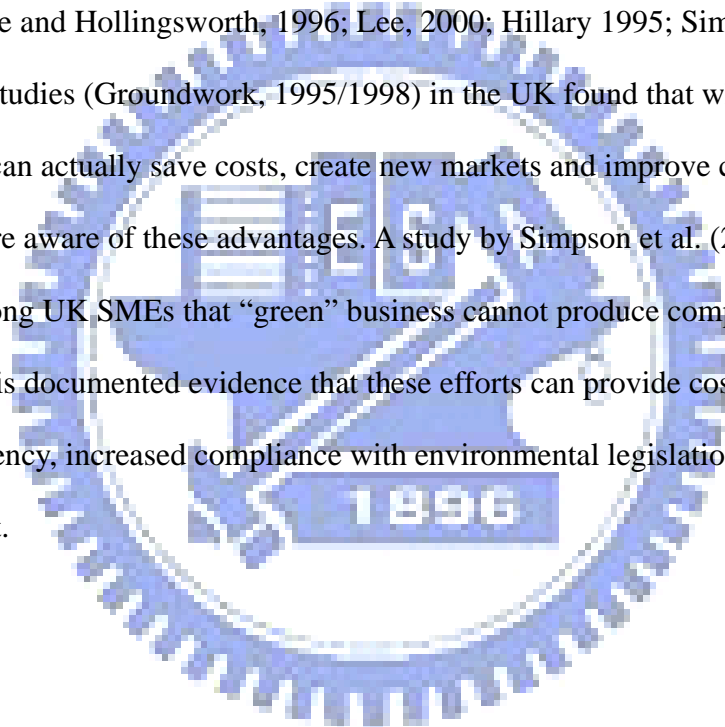 e and Hollingsworth, 1996; Lee, 2000; Hillary 1995; Sim
tudies (Groundwork, 1995/1998) in the UK found that w
can actually save costs, create new markets and improve c
re aware of these advantages. A study by Simpson et al. (2
ong UK SMEs that “green” business cannot produce com
is documented evidence that these efforts can provide cos
ency, increased compliance with environmental legislatio
1896